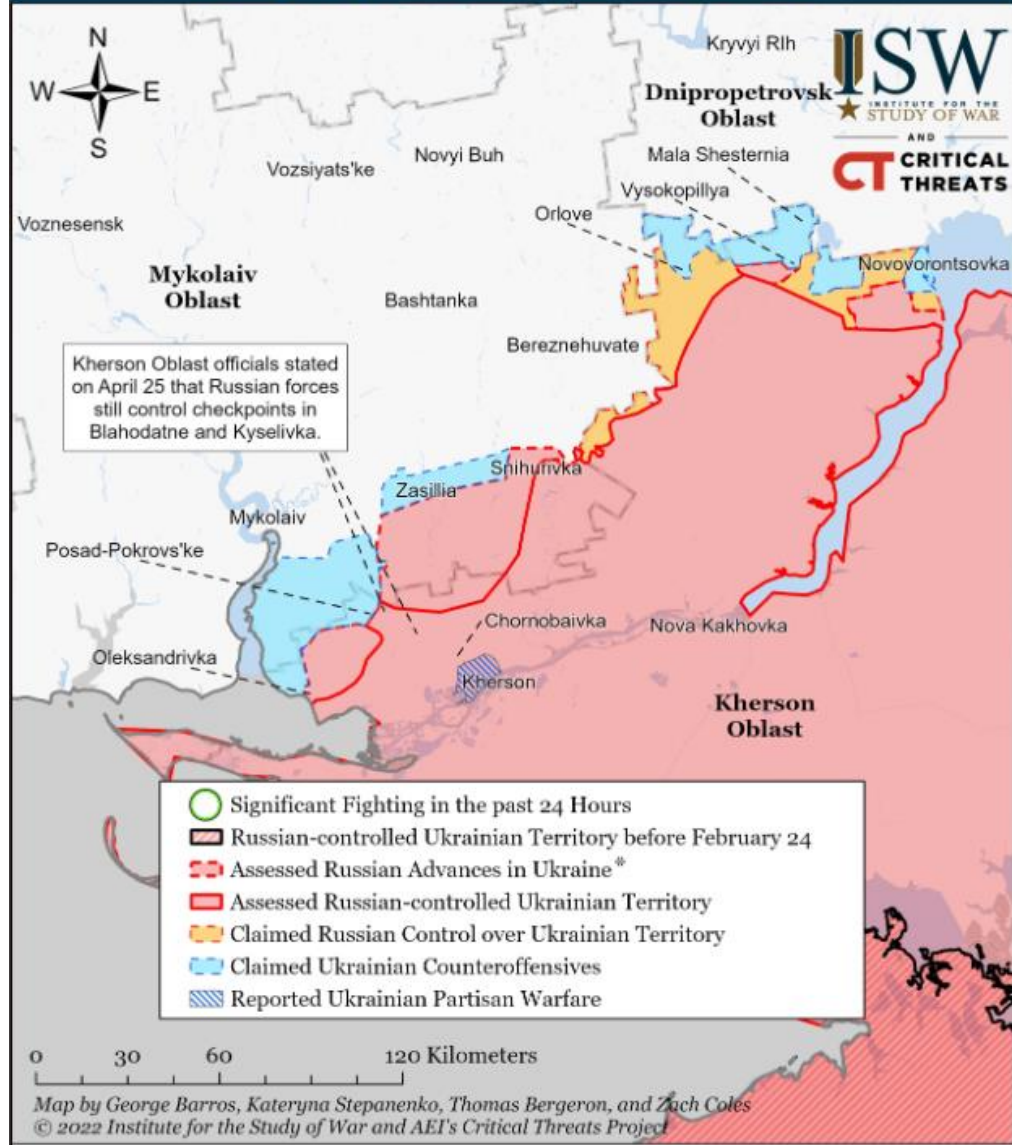 N
W
E
S
Kryvyi RIh
ISW
INSTITUTE FOR THE
STUDY OF WAR
AND
CT CRITICAL
THREATS
Dnipropetrovsk
Oblast
Mala Shesternia
Vysokopillya
Novyi Buh
Vozsiyats'ke
Orlove
Voznesensk
Novovorontsovka
Mykolaiv
Oblast
Bashtanka
Bereznehuvate
Kherson Oblast officials stated
on April 25 that Russian forces
still control checkpoints in
Blahodatne and Kyselivka.
Snihurivka
Zasillia
Mykolaiv
Posad-Pokrovs'ke
Chornobaivka
Nova Kakhovka
Oleksandrivka
Kherson
Kherson
Oblast
Significant Fighting in the past 24 Hours
Russian-controlled Ukrainian Territory before February 24
Assessed Russian Advances in Ukraine*
Assessed Russian-controlled Ukrainian Territory
Claimed Russian Control over Ukrainian Territory
Claimed Ukrainian Counteroffensives
Reported Ukrainian Partisan Warfare
0 30 60 120 Kilometers
Map by George Barros, Kateryna Stepanenko, Thomas Bergeron, and Zach Coles
© 2022 Institute for the Study of War and AEI's Critical Threats Project